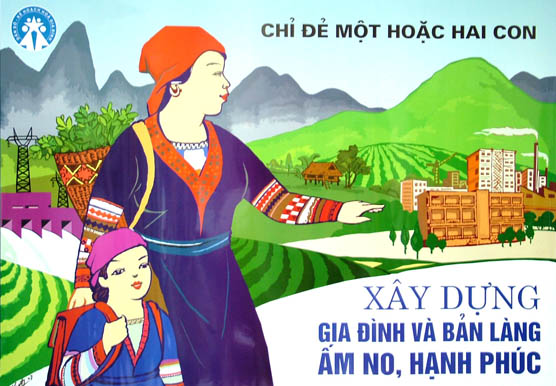 CHỈ ĐẺ MỘT HOẶC HAI CON
XÂY DỰNG
GIA ĐÌNH VÀ BẢN LÀNG
ẤM NO, HẠNH PHÚC